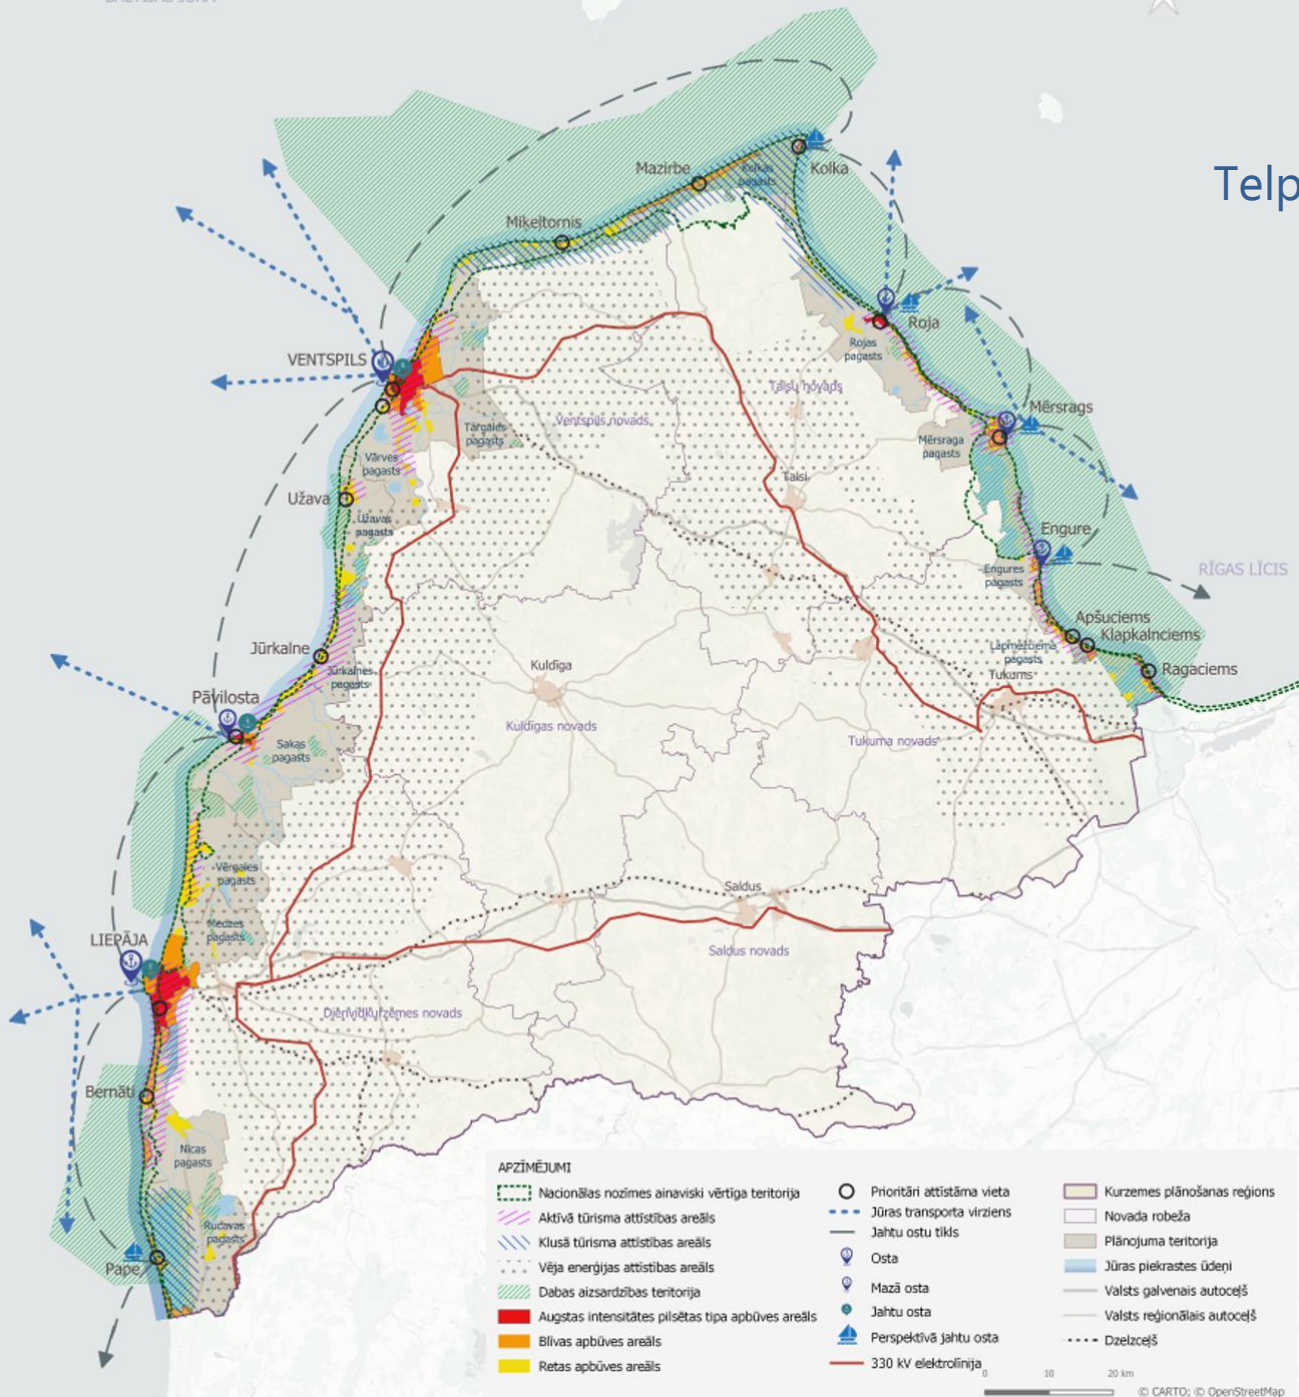 BALTIJAS JŪRA
Telp
Mazirbe
Kolkas
pagasts
Kolka
Miķeļtornis
Roja
Rojas
pagasts
VENTSPILS
Talsu novads
Mērsrags
Ventspils novads
Tārgales
pagasts
Mērsraga
pagasts
Vārves
pagasts
Talsi
Užava
Užavas
pagasts
Engure
RĪGAS LĪCIS
Engures
pagasts
Apšuciems
Klapkalnciems
Jūrkalne
Jūrkalnes
pagasts
Lapmežciema
pagasts
Ragaciems
Kuldīga
Tukums
Pāvilosta
Kuldīgas novads
Tukuma novads
Sakas
pagasts
Vērgales
pagasts
Saldus
Medzes
pagasts
LIEPĀJA
Saldus novads
Dienvidkurzemes novads
Bernāti
Nīcas
pagasts
Rucavas
pagasts
Pape
APZĪMĒJUMI
Nacionālas nozīmes ainaviski vērtīga teritorija
Aktīvā tūrisma attīstības areāls
Klusā tūrisma attīstības areāls
Vēja enerģijas attīstības areāls
Dabas aizsardzības teritorija
Augstas intensitātes pilsētas tipa apbūves areāls
Blīvas apbūves areāls
Retas apbūves areāls
Prioritāri attīstāma vieta
Jūras transporta virziens
Jahtu ostu tīkls
Osta
Mazā osta
Jahtu osta
Perspektīvā jahtu osta
330 kV elektrolīnija
Kurzemes plānošanas reģions
Novada robeža
Plānojuma teritorija
Jūras piekrastes ūdeņi
Valsts galvenais autoceļš
Valsts reģionālais autoceļš
Dzelzceļš
0 10 20 km
© CARTO; © OpenStreetMap